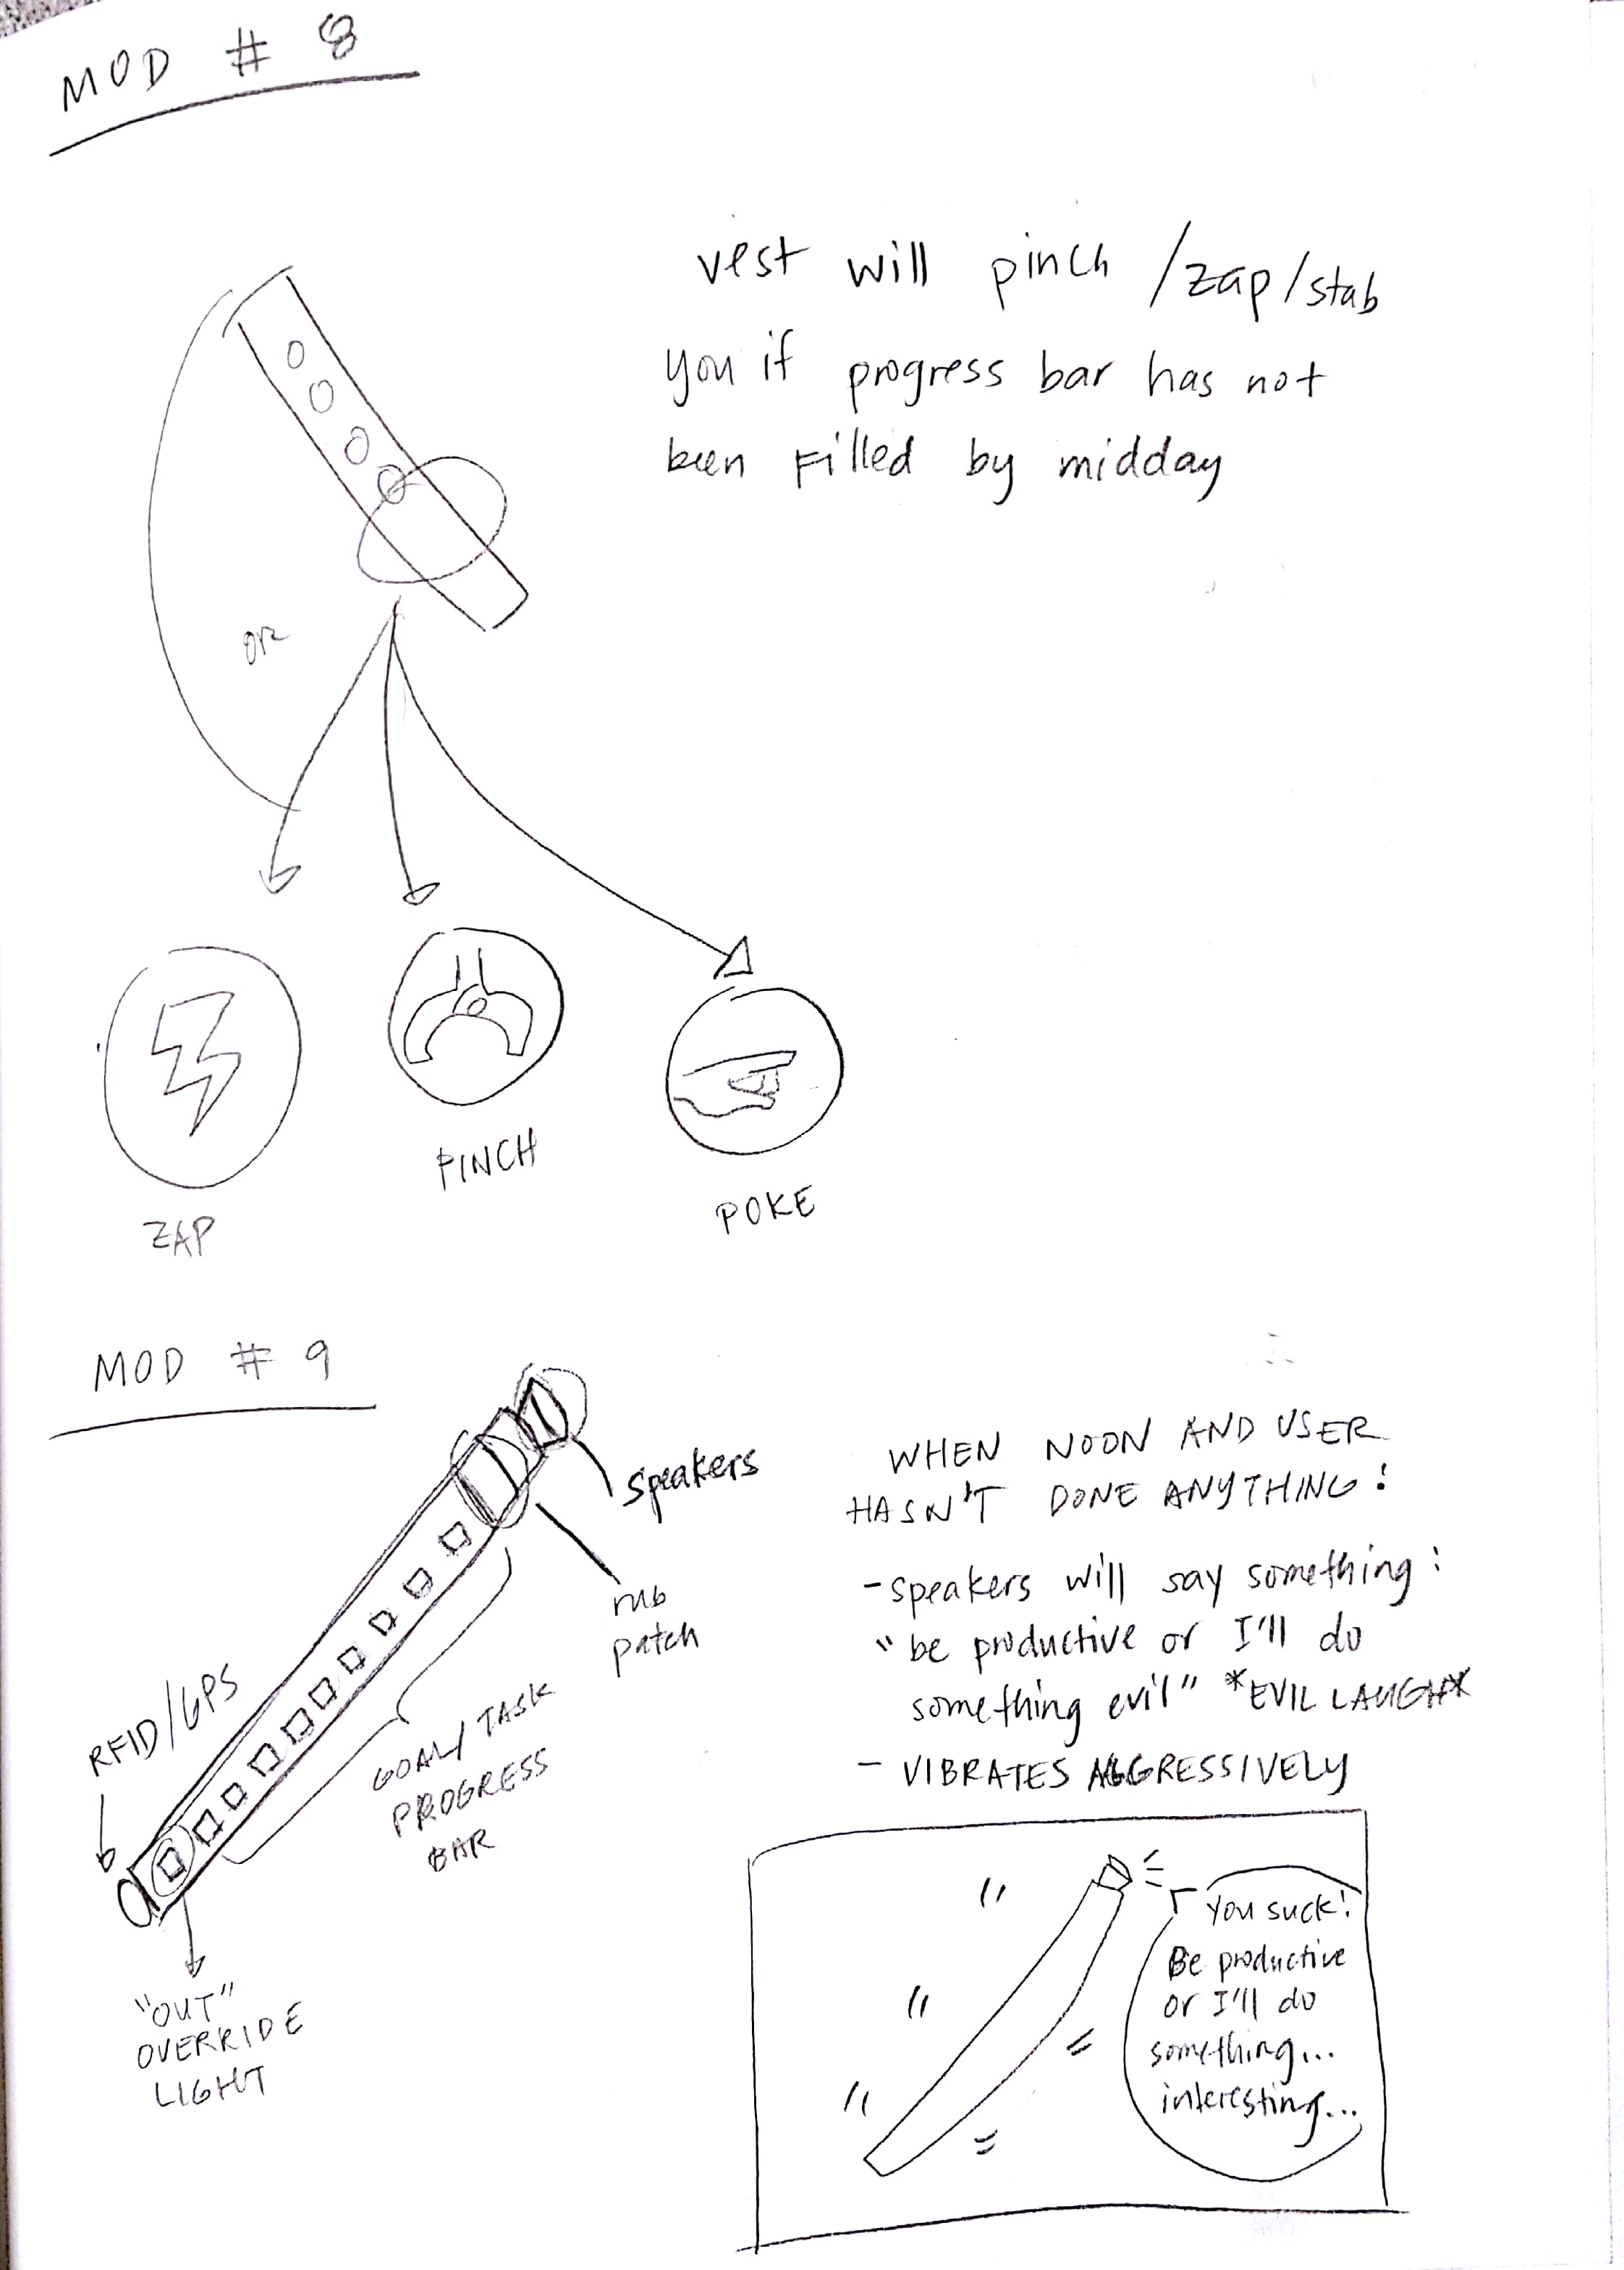 MOD # 8
vest will pinch /zap/stab
you if progress bar has not
been filled by midday
OR
ZAP
PINCH
POKE
MOD # 9
speakers
rub
patch
RFID/GPS
GOAL/TASK
PROGRESS
BAR
"OUT"
OVERRIDE
LIGHT
WHEN NOON AND USER
HASN'T DONE ANYTHING:
- speakers will say something:
"be productive or I'll do
something evil" *EVIL LAUGH*
- VIBRATES AGGRESSIVELY
You suck!
Be productive
or I'll do
something...
interesting...